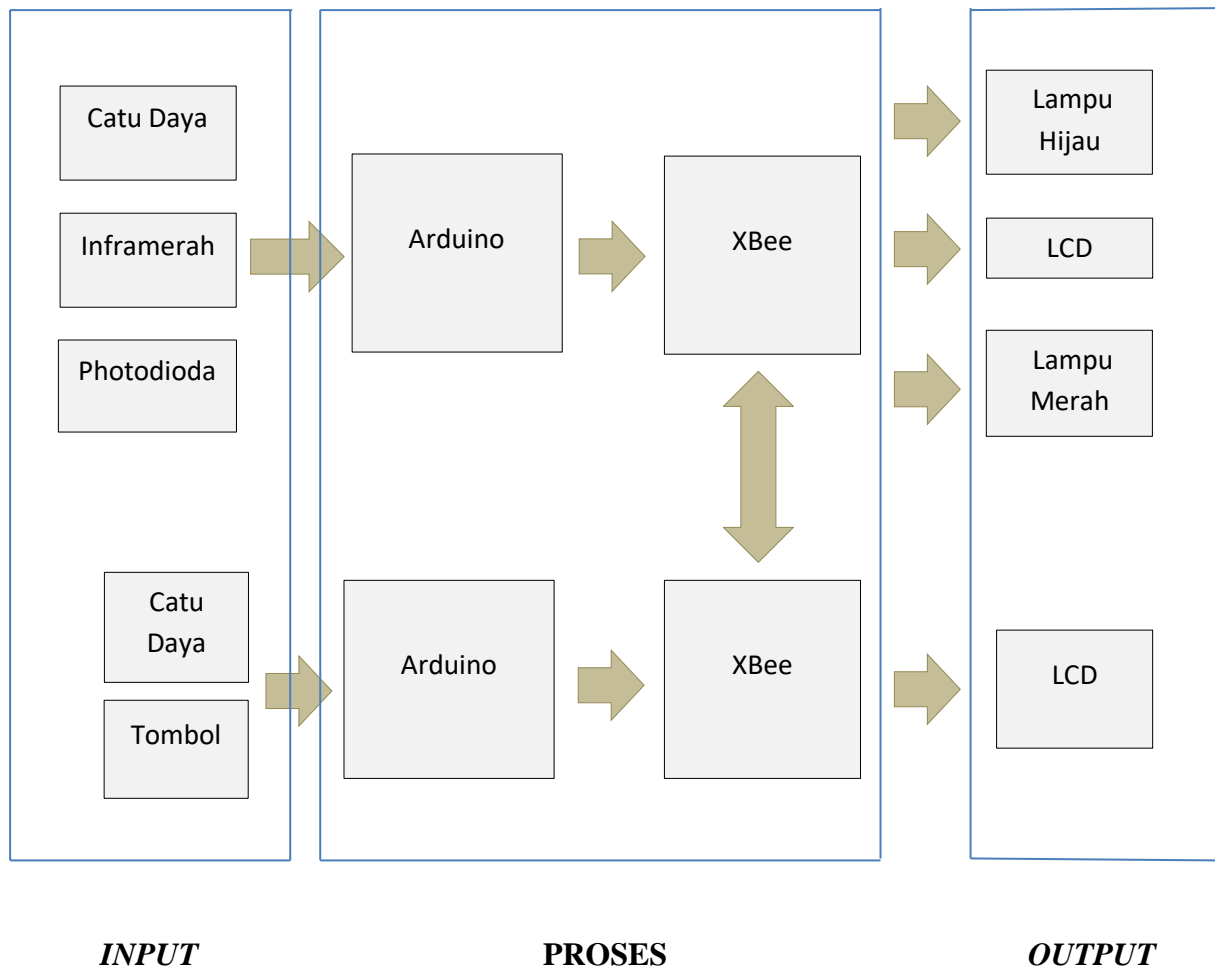 Catu Daya
Inframerah
Photodioda
Catu
Daya
Tombol
Arduino
XBee
Arduino
XBee
Lampu
Hijau
LCD
Lampu
Merah
LCD
INPUT
PROSES
OUTPUT